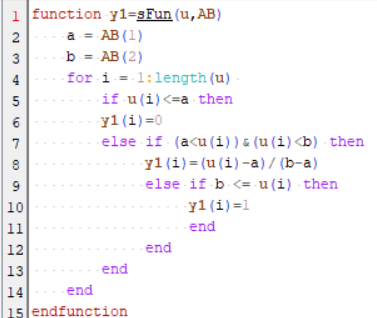 1 function y1=sFun(u,AB)
2     a = AB(1)
3     b = AB(2)
4     for i = 1:length(u)
5         if u(i)<=a then
6         y1(i)=0
7         else if (a<u(i))&(u(i)<b) then
8              y1(i)=(u(i)-a)/(b-a)
9              else if b <= u(i) then
10                  y1(i)=1
11                  end
12             end
13        end
14    end
15 endfunction